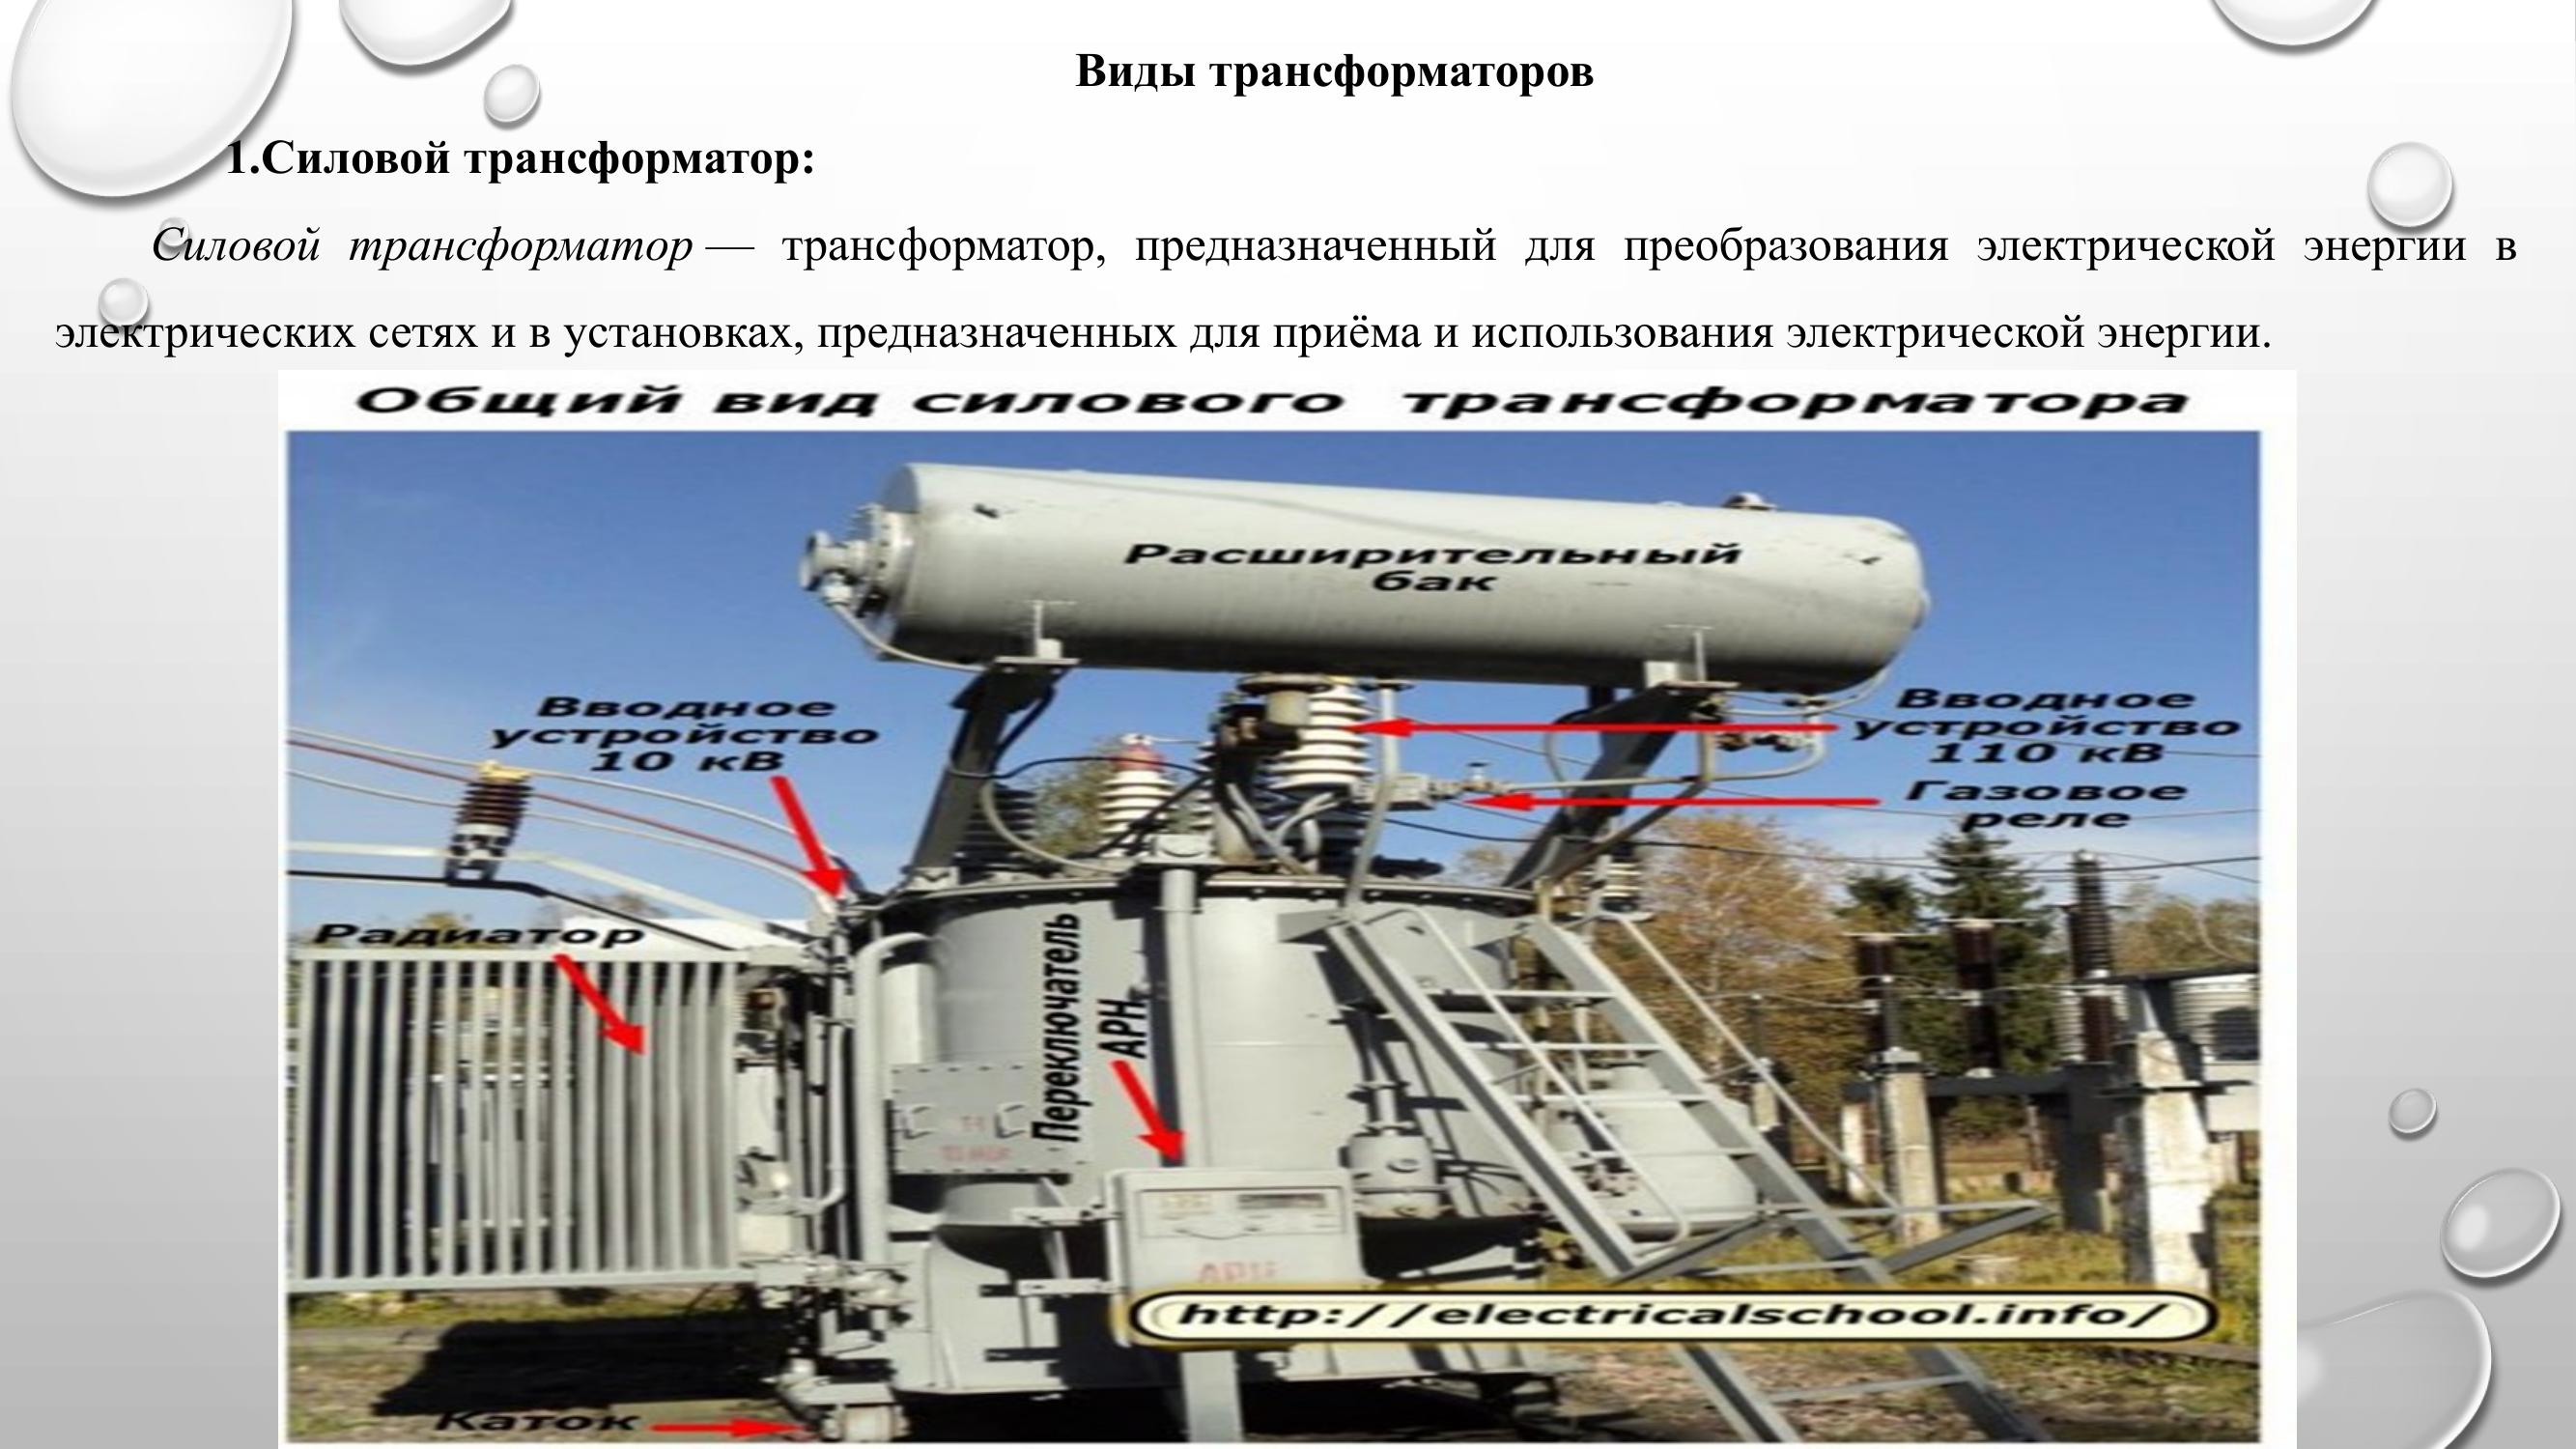 Виды трансформаторов
1.Силовой трансформатор:
Силовой трансформатор — трансформатор, предназначенный для преобразования электрической энергии в
электрических сетях и в установках, предназначенных для приёма и использования электрической энергии.
Общий вид силового трансформатора
Расширительный
бак
Вводное
устройство
10 кВ
Вводное
устройство
110 кВ
Газовое
реле
Радиатор
Переключатель
АРН
АРН
http://electricalschool.info/
Каток